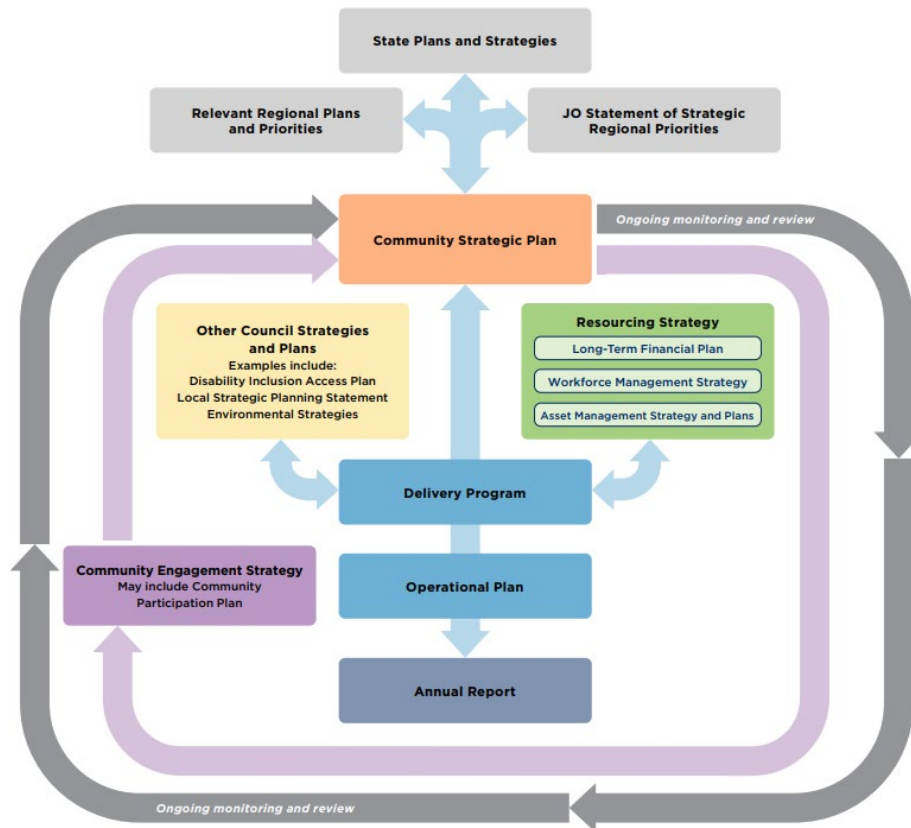 State Plans and Strategies
Relevant Regional Plans
and Priorities
JO Statement of Strategic
Regional Priorities
Community Strategic Plan
Ongoing monitoring and review
Other Council Strategies
and Plans
Examples include:
Disability Inclusion Access Plan
Local Strategic Planning Statement
Environmental Strategies
Resourcing Strategy
Long-Term Financial Plan
Workforce Management Strategy
Asset Management Strategy and Plans
Delivery Program
Community Engagement Strategy
May include Community
Participation Plan
Operational Plan
Annual Report
Ongoing monitoring and review